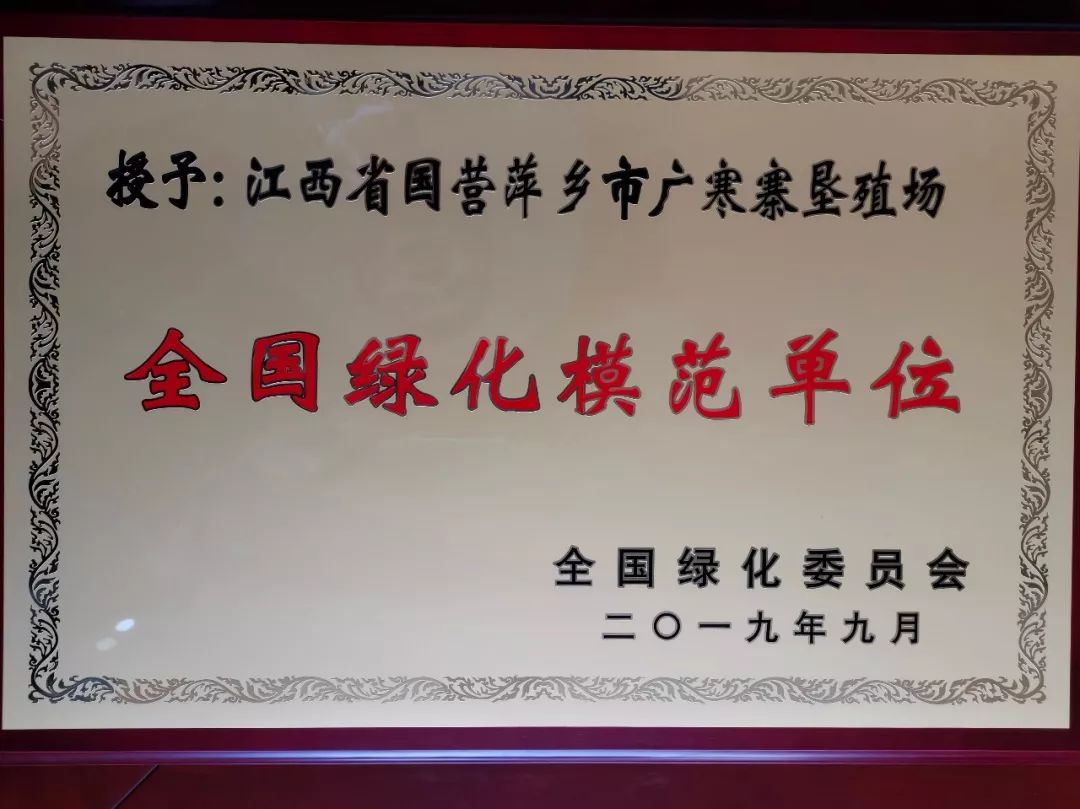 授予:江西省国营萍乡市广寒寨垦殖场
全国绿化模范单位
全国绿化委员会
二〇一九年九月